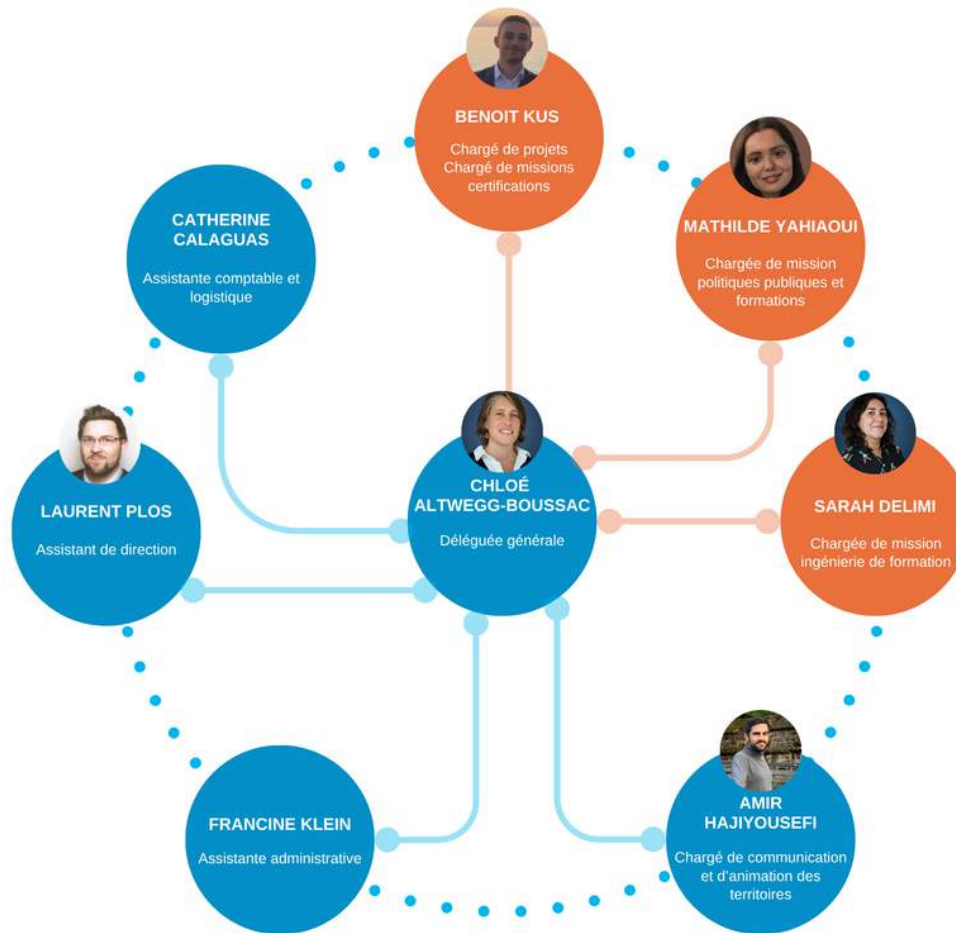 BENOIT KUS
Chargé de projets
Chargé de missions
certifications
MATHILDE YAHIAOUI
Chargée de mission
politiques publiques et
formations
CATHERINE
CALAGUAS
Assistante comptable et
logistique
LAURENT PLOS
Assistant de direction
CHLOÉ
ALTWEGG-BOUSSAC
Déléguée générale
SARAH DELIMI
Chargée de mission
ingénierie de formation
FRANCINE KLEIN
Assistante administrative
AMIR
HAJIYOUSEFI
Chargé de communication
et d'animation des
territoires